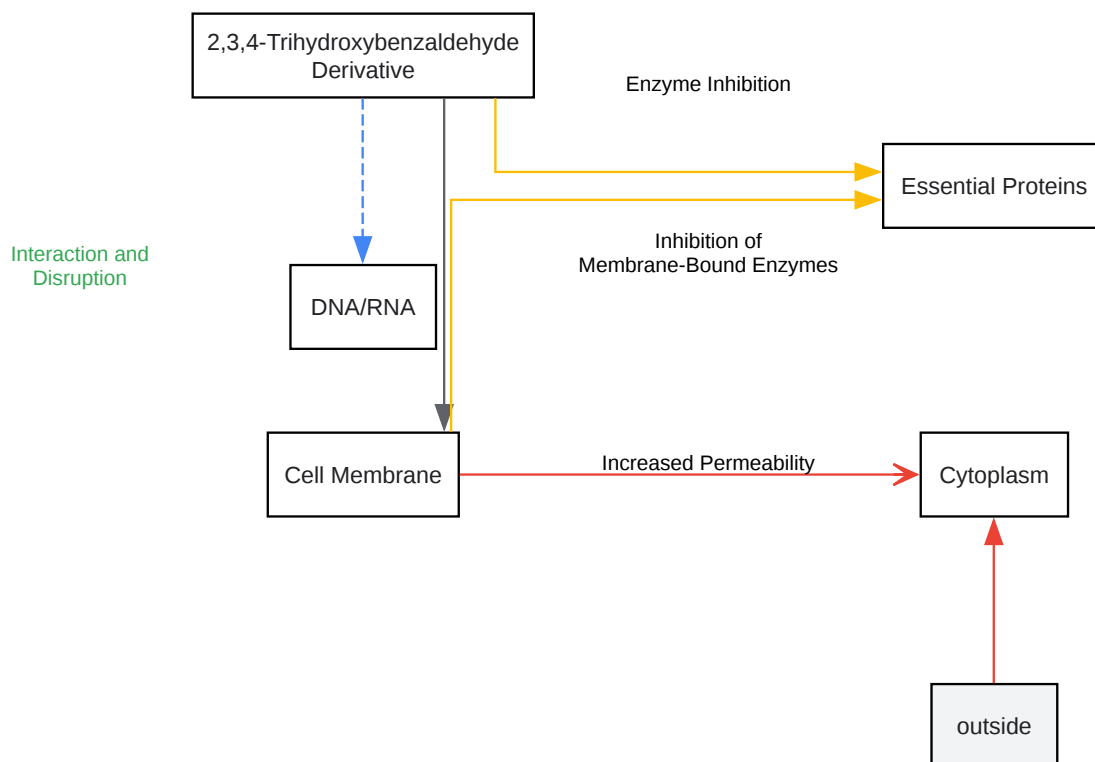 2,3,4-Trihydroxybenzaldehyde
Derivative
Enzyme Inhibition
Essential Proteins
Interaction and
Disruption
Inhibition of
Membrane-Bound Enzymes
DNA/RNA
Increased Permeability
Cell Membrane
Cytoplasm
outside